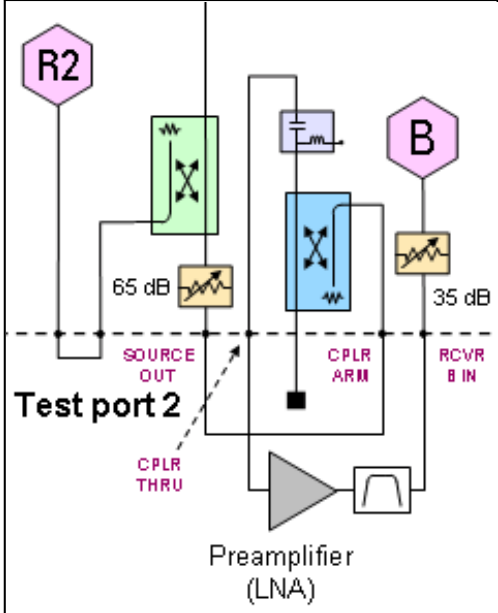 R2
B
65 dB
35 dB
SOURCE
OUT
CPLR
ARM
RCVR
B IN
Test port 2
CPLR
THRU
Preamplifier
(LNA)